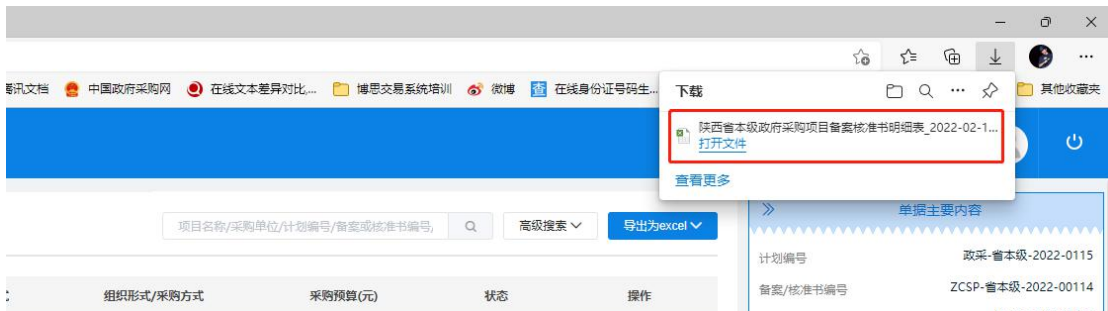 中国政府采购网 在线文本差异对比,... 博思交易系统培训 微博 查 在线身份证号码生... 其他收藏夹
下载
陕西省本级政府采购项目备案核准书明细表_2022-02-1...
打开文件
查看更多
项目名称/采购单位/计划编号/备案或核准书编号, 高级搜索 导出为excel
单据主要内容
计划编号 政采-省本级-2022-0115
备案/核准书编号 ZCSP-省本级-2022-00114
组织形式/采购方式 采购预算(元) 状态 操作